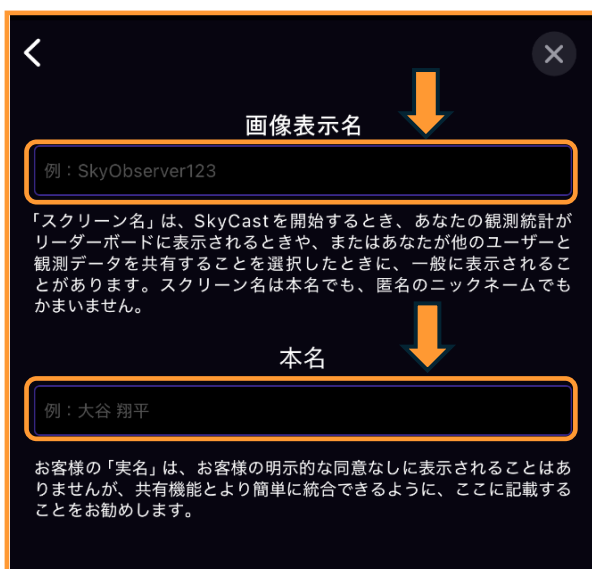 画像表示名
例：SkyObserver123
「スクリーン名」は、SkyCastを開始するとき、あなたの観測統計が
リーダーボードに表示されるときや、またはあなたが他のユーザーと
観測データを共有することを選択したときに、一般に表示されるこ
とがあります。スクリーン名は本名でも、匿名のニックネームでも
かまいません。
本名
例：大谷 翔平
お客様の「実名」は、お客様の明示的な同意なしに表示されることはあ
りませんが、共有機能とより簡単に統合できるように、ここに記載する
ことをお勧めします。